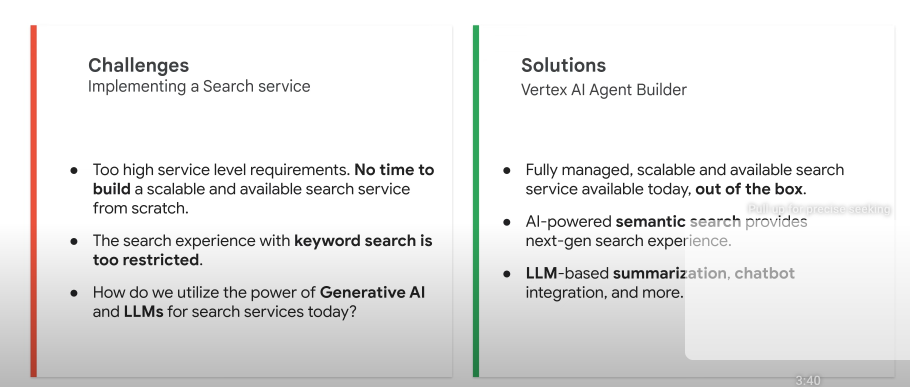 Challenges
Implementing a Search service
● Too high service level requirements. No time to
build a scalable and available search service
from scratch.
● The search experience with keyword search is
too restricted.
● How do we utilize the power of Generative AI
and LLMs for search services today?
Solutions
Vertex AI Agent Builder
● Fully managed, scalable and available search
service available today, out of the box.
Pull up for precise seeking
● AI-powered semantic search provides
next-gen search experience.
● LLM-based summarization, chatbot
integration, and more.
3:40